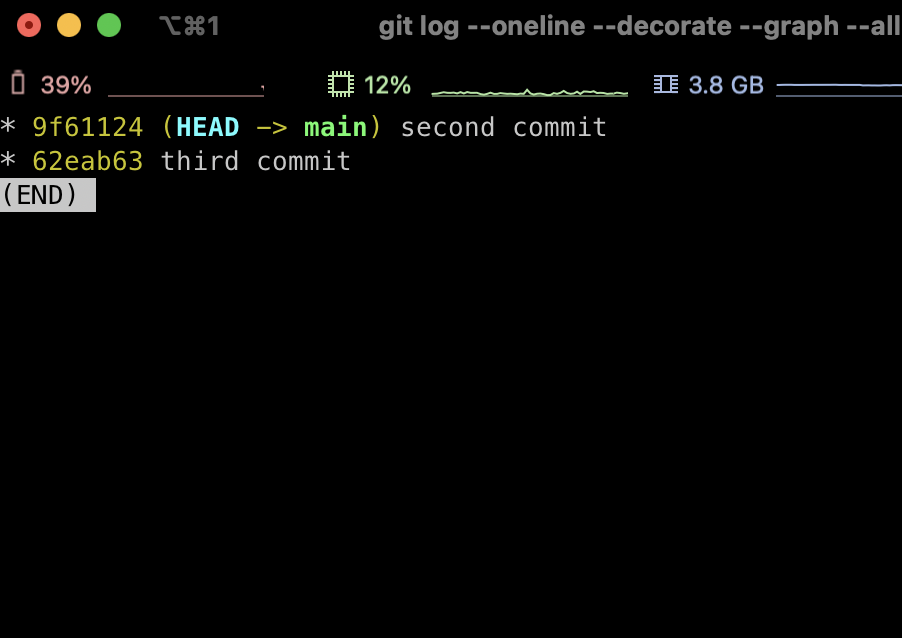 ⌥⌘1 git log --oneline --decorate --graph --all
39% 12% 3.8 GB
* 9f61124 (HEAD -> main) second commit
* 62eab63 third commit
(END)